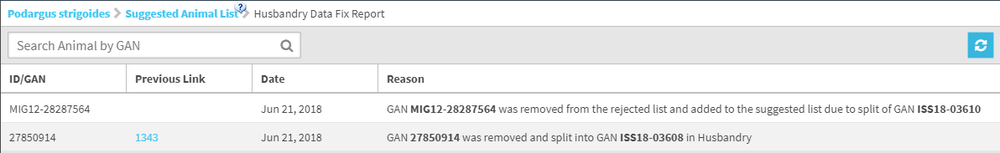 Podargus strigoides > Suggested Animal List ? > Husbandry Data Fix Report
Search Animal by GAN
ID/GAN Previous Link Date Reason
MIG12-28287564 Jun 21, 2018 GAN MIG12-28287564 was removed from the rejected list and added to the suggested list due to split of GAN ISS18-03610
27850914 1343 Jun 21, 2018 GAN 27850914 was removed and split into GAN ISS18-03608 in Husbandry